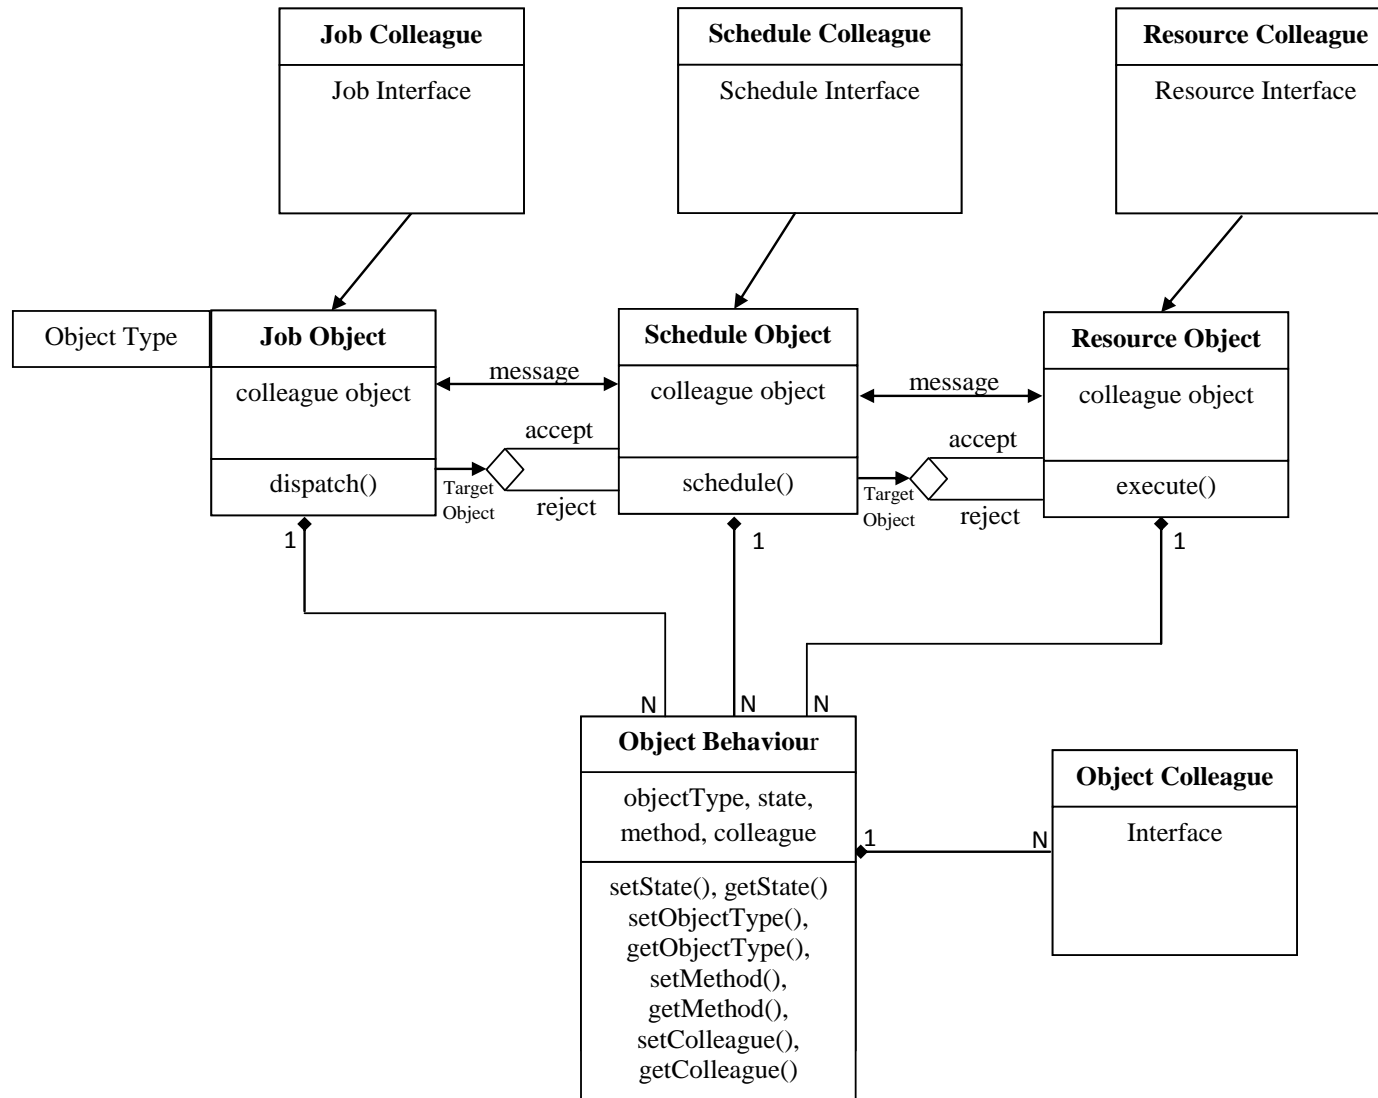 Job Colleague
Job Interface
Schedule Colleague
Schedule Interface
Resource Colleague
Resource Interface
Object Type
Job Object
colleague object
dispatch()
message
accept
Target
Object
reject
Schedule Object
colleague object
schedule()
message
accept
Target
Object
reject
Resource Object
colleague object
execute()
1
1
1
N
N
N
Object Behaviour
objectType, state,
method, colleague
setState(), getState()
setObjectType(),
getObjectType(),
setMethod(),
getMethod(),
setColleague(),
getColleague()
1
N
Object Colleague
Interface